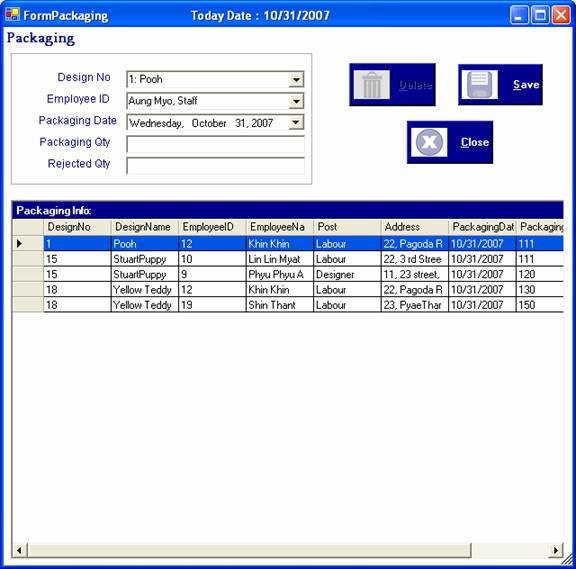 FormPackaging Today Date : 10/31/2007
Packaging
Design No 1: Pooh
Employee ID Aung Myo, Staff
Packaging Date Wednesday, October 31, 2007
Packaging Qty
Rejected Qty
Delete
Save
Close
Packaging Info:
DesignNo DesignName EmployeeID EmployeeNa Post Address PackagingDat Packaging
1 Pooh 12 Khin Khin Labour 22, Pagoda R 10/31/2007 111
15 StuartPuppy 10 Lin Lin Myat Labour 22, 3 rd Stree 10/31/2007 111
15 StuartPuppy 9 Phyu Phyu A Designer 11, 23 street, 10/31/2007 120
18 Yellow Teddy 12 Khin Khin Labour 22, Pagoda R 10/31/2007 130
18 Yellow Teddy 19 Shin Thant Labour 23, PyaeThar 10/31/2007 150